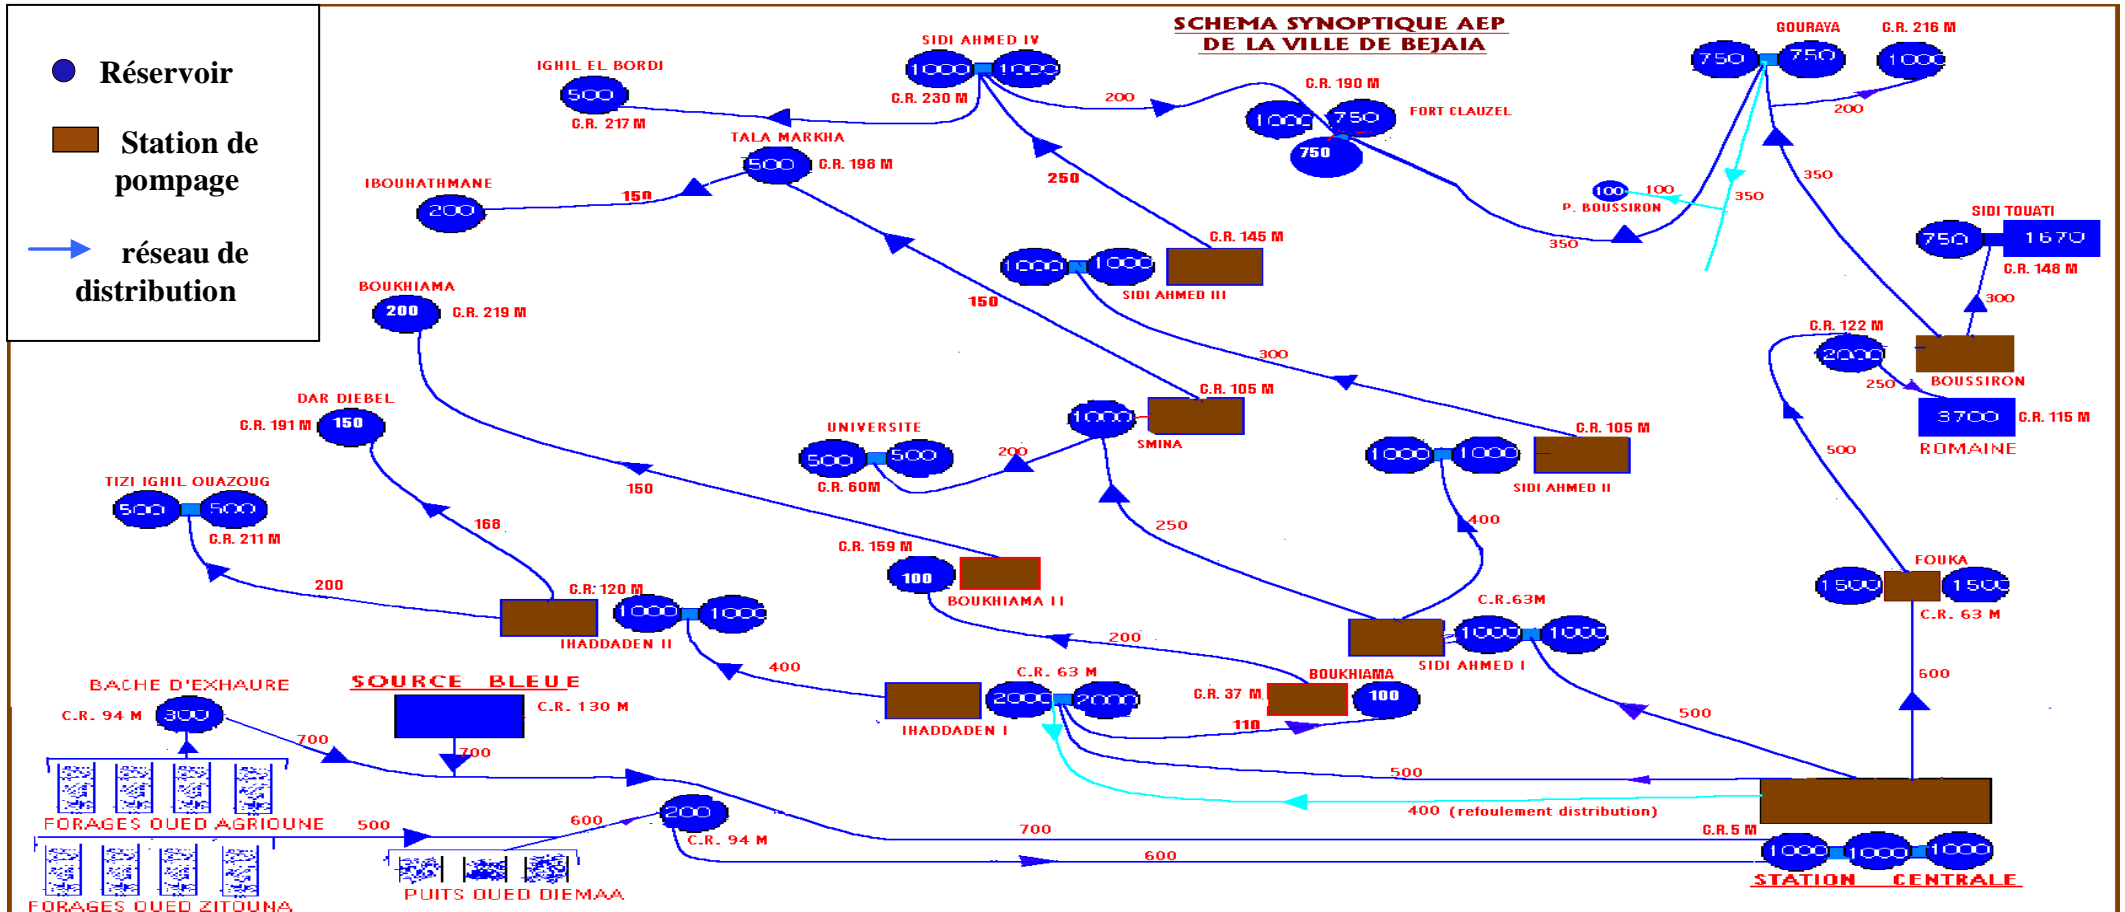 SCHEMA SYNOPTIQUE AEP
DE LA VILLE DE BEJAIA
Réservoir
Station de
pompage
réseau de
distribution
IGHIL EL BORDJ
500
C.R. 217 M
SIDI AHMED IV
1000 1000
C.R. 230 M
200
C.R. 190 M
1000 750
750
FORT CLAUZEL
GOURAYA
750 750
C.R. 216 M
1000
200
350
350
350
100 100
P. BOUSSIRON
SIDI TOUATI
750 1670
C.R. 148 M
300
TALA MARKHA
500
C.R. 198 M
150
IBOUHATHMANE
200
250
C.R. 145 M
1000 1000
SIDI AHMED III
150
300
BOUKHIAMA
200
C.R. 219 M
C.R. 122 M
2000
BOUSSIRON
250
3700
C.R. 115 M
ROMAINE
500
DAR DJEBEL
C.R. 191 M
150
UNIVERSITE
500 500
C.R. 60M
200
C.R. 105 M
1000
SMINA
C.R. 105 M
1000 1000
SIDI AHMED II
150
250
400
TIZI IGHIL OUAZOUG
500 500
C.R. 211 M
168
200
C.R. 120 M
1000 1000
IHADDADEN II
C.R. 159 M
100
BOUKHIAMA II
200
C.R.63M
1000 1000
SIDI AHMED I
FOUKA
1500 1500
C.R. 63 M
600
400
C.R. 63 M
2000 2000
IHADDADEN I
BOUKHIAMA
C.R. 37 M
100
110
500
500
400 (refoulement distribution)
BACHE D'EXHAURE
C.R. 94 M
300
700
SOURCE BLEUE
C.R. 130 M
700
FORAGES OUED AGRIOUNE
500
600
200
C.R. 94 M
700
600
PUITS OUED DJEMAA
FORAGES OUED ZITOUNA
C.R.5 M
1000 1000 1000
STATION CENTRALE